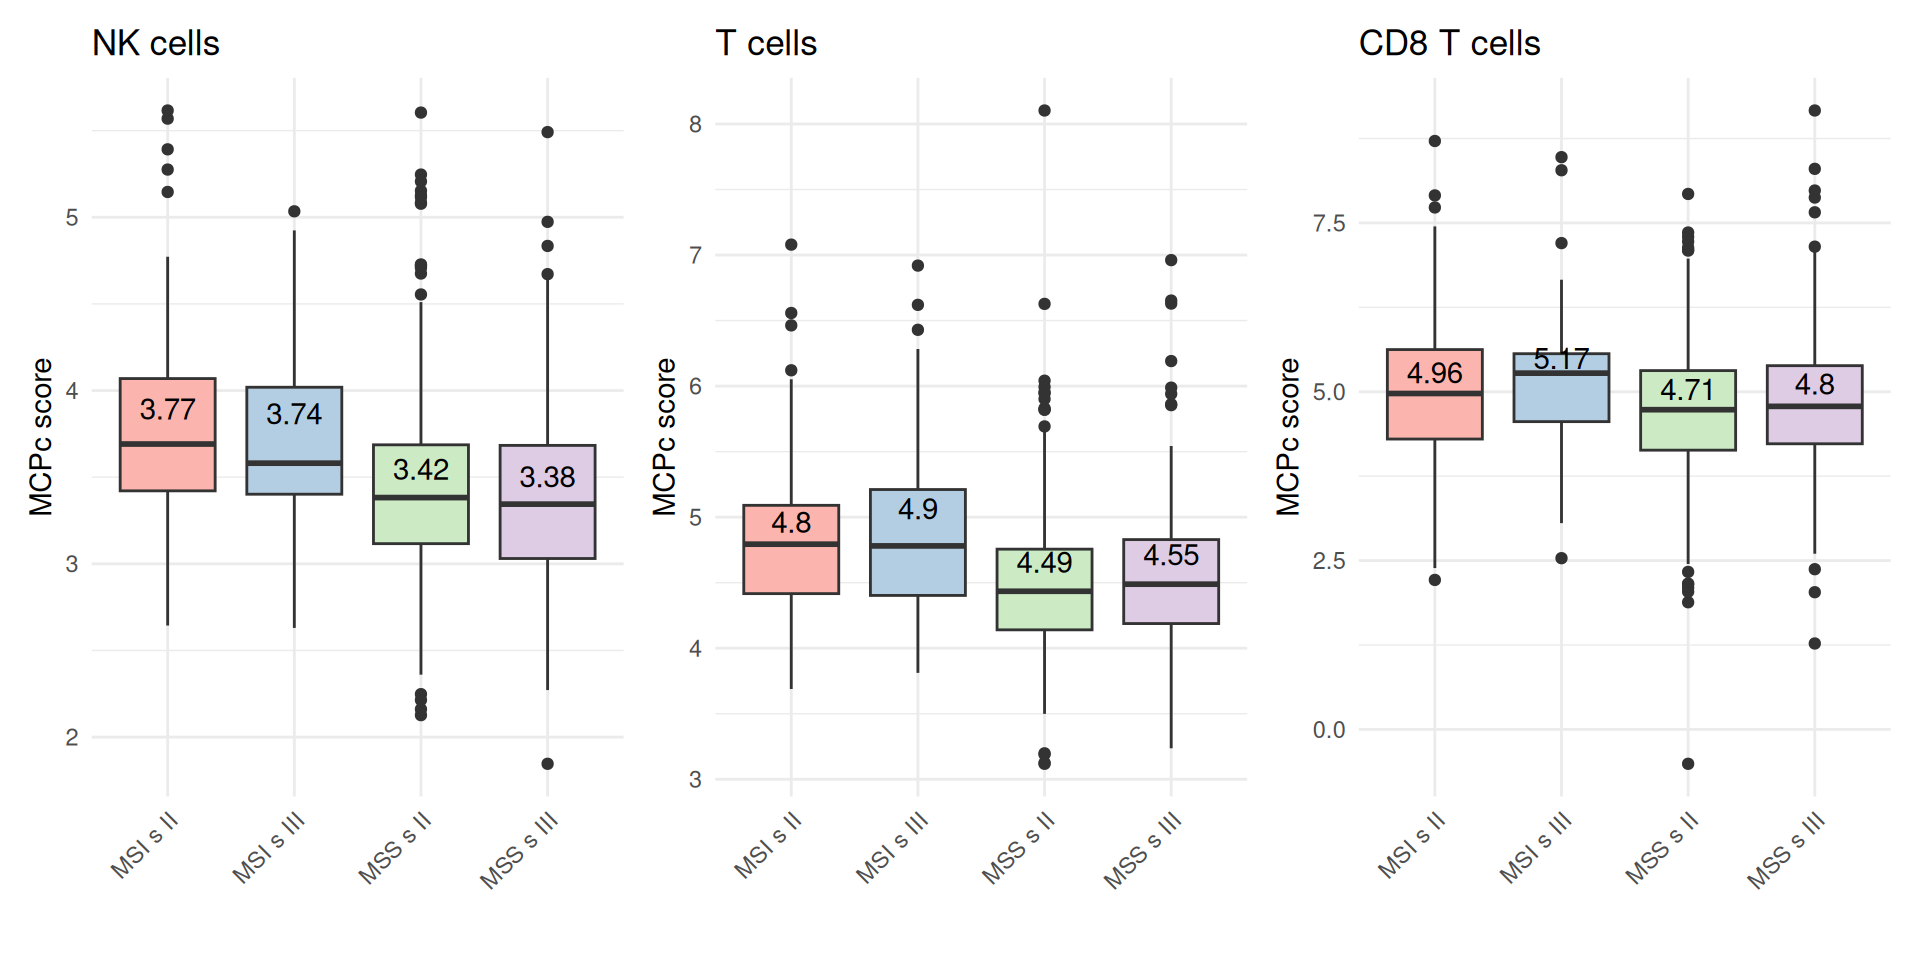 NK cells
MCPc score
5
4
3
2
3.77
3.74
3.42
3.38
MSI s II
MSI s III
MSS s II
MSS s III
T cells
MCPc score
8
7
6
5
4
3
4.8
4.9
4.49
4.55
MSI s II
MSI s III
MSS s II
MSS s III
CD8 T cells
MCPc score
7.5
5.0
2.5
0.0
4.96
5.17
4.71
4.8
MSI s II
MSI s III
MSS s II
MSS s III